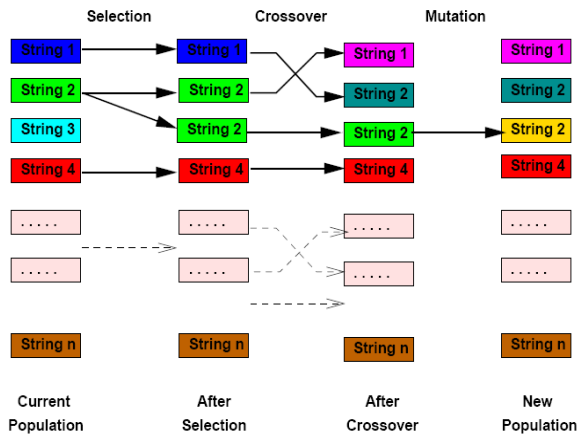 Selection Crossover Mutation
String 1 String 1 String 1 String 1
String 2 String 2 String 2 String 2
String 3 String 2 String 2 String 2
String 4 String 4 String 4 String 4
..... ..... ..... .....
..... ..... ..... .....
String n String n String n String n
Current After After New
Population Selection Crossover Population